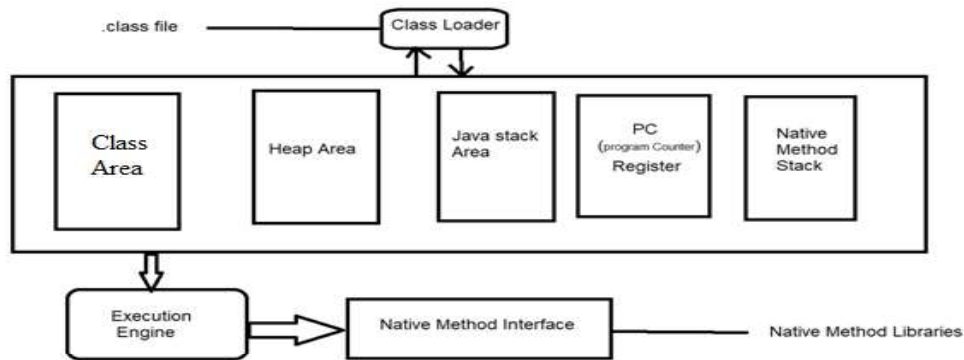 .class file
Class Loader
Class
Area
Heap Area
Java stack
Area
PC
(program Counter)
Register
Native
Method
Stack
Execution
Engine
Native Method Interface
Native Method Libraries